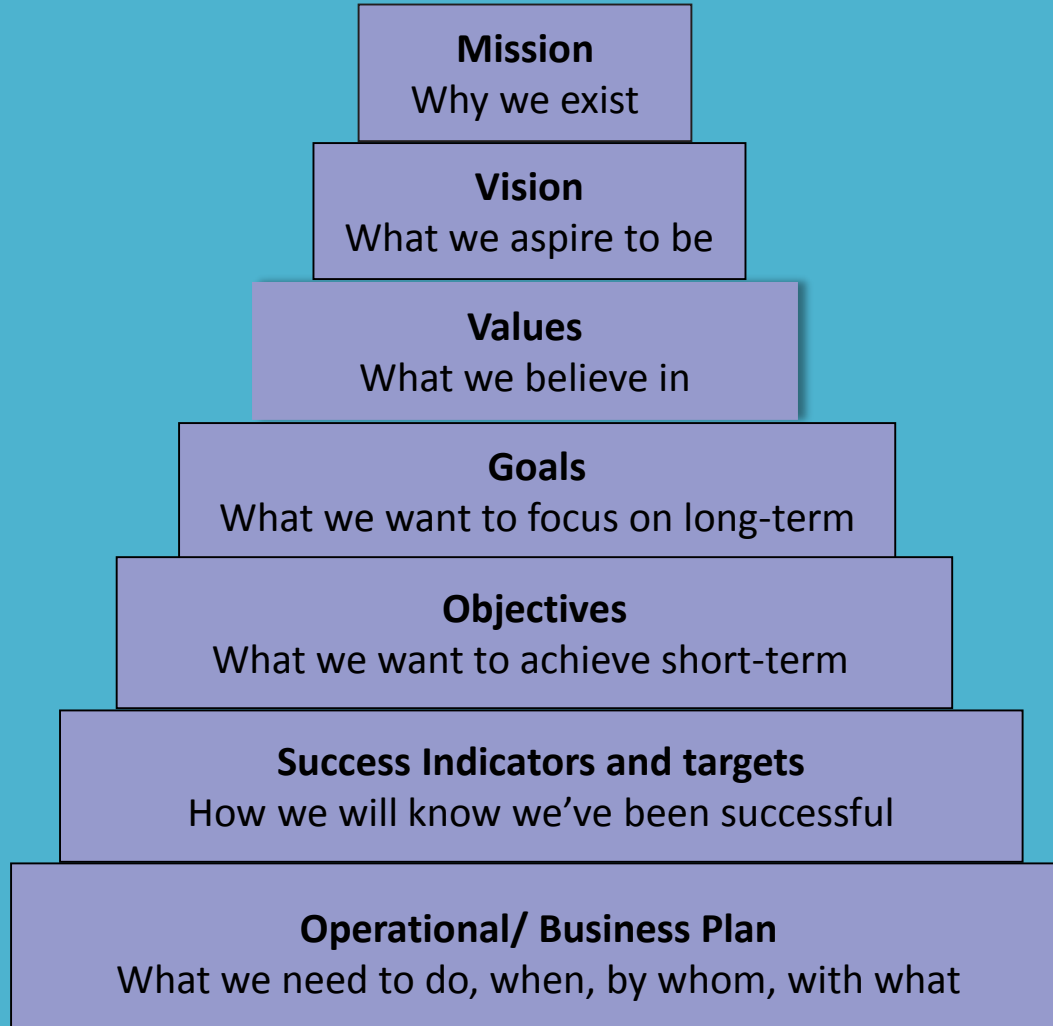 Mission
Why we exist
Vision
What we aspire to be
Values
What we believe in
Goals
What we want to focus on long-term
Objectives
What we want to achieve short-term
Success Indicators and targets
How we will know we’ve been successful
Operational/ Business Plan
What we need to do, when, by whom, with what